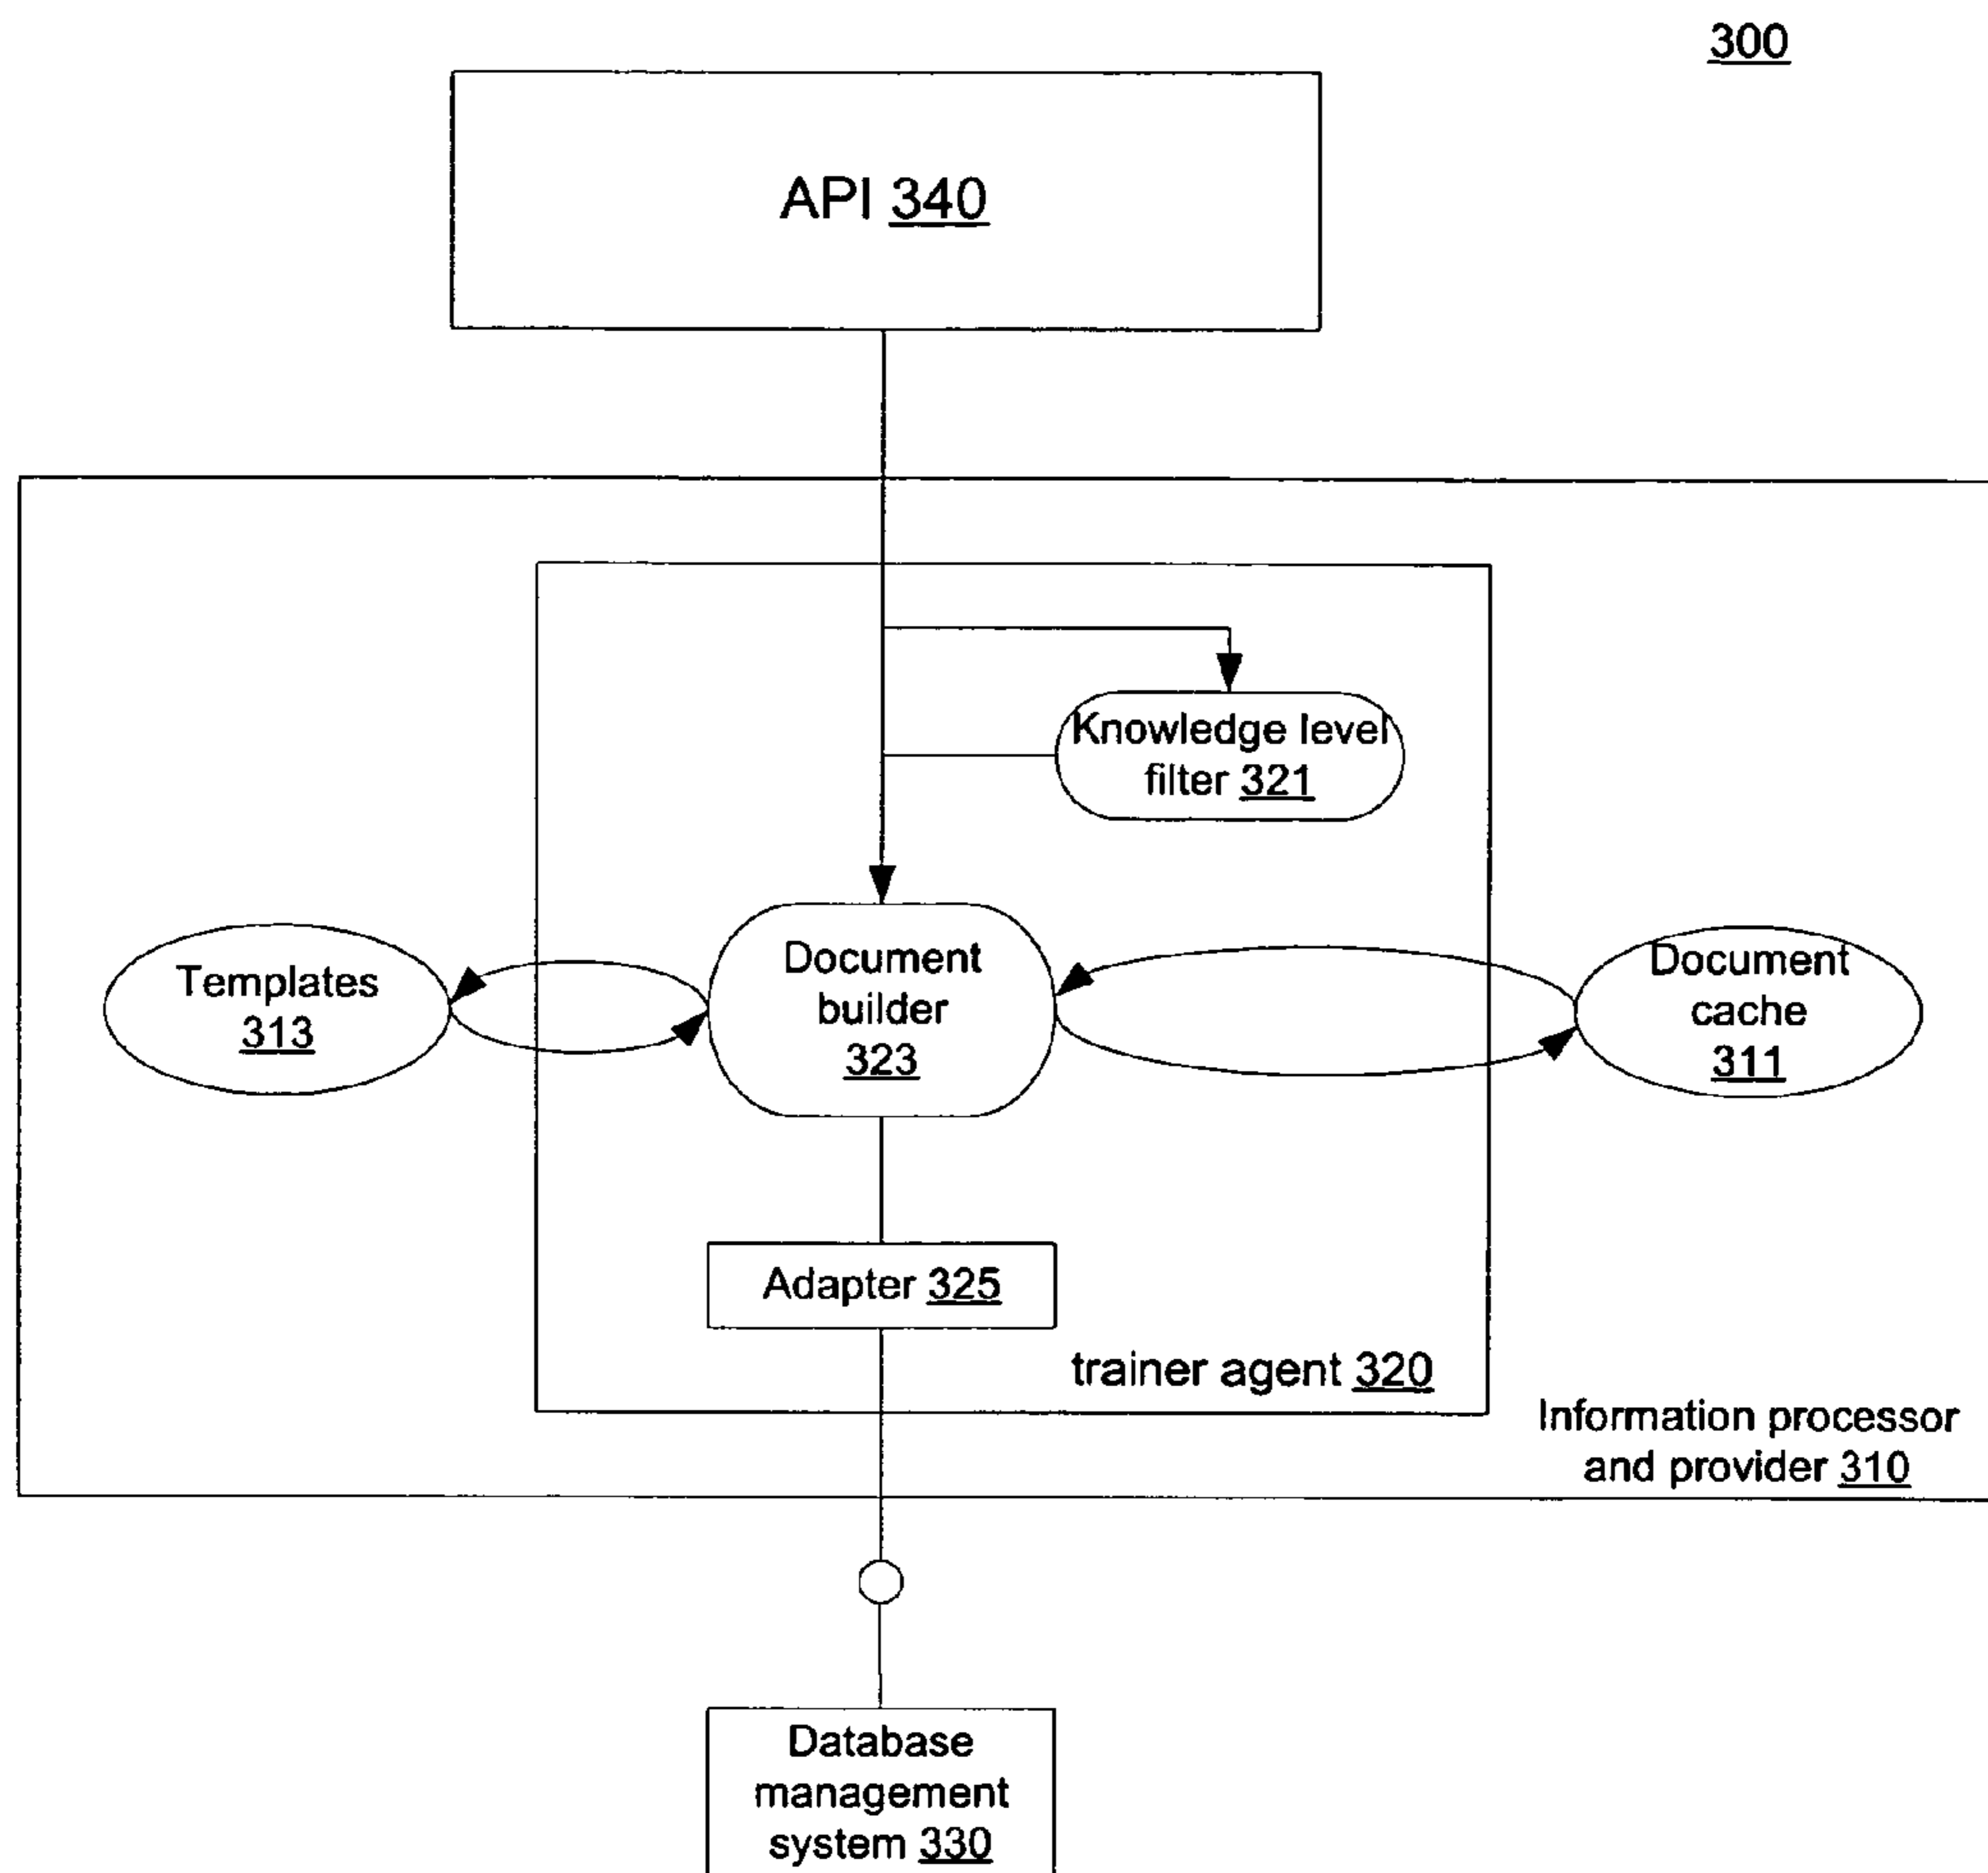 300
API 340
Knowledge level
filter 321
Templates
313
Document
builder
323
Document
cache
311
Adapter 325
trainer agent 320
Information processor
and provider 310
Database
management
system 330